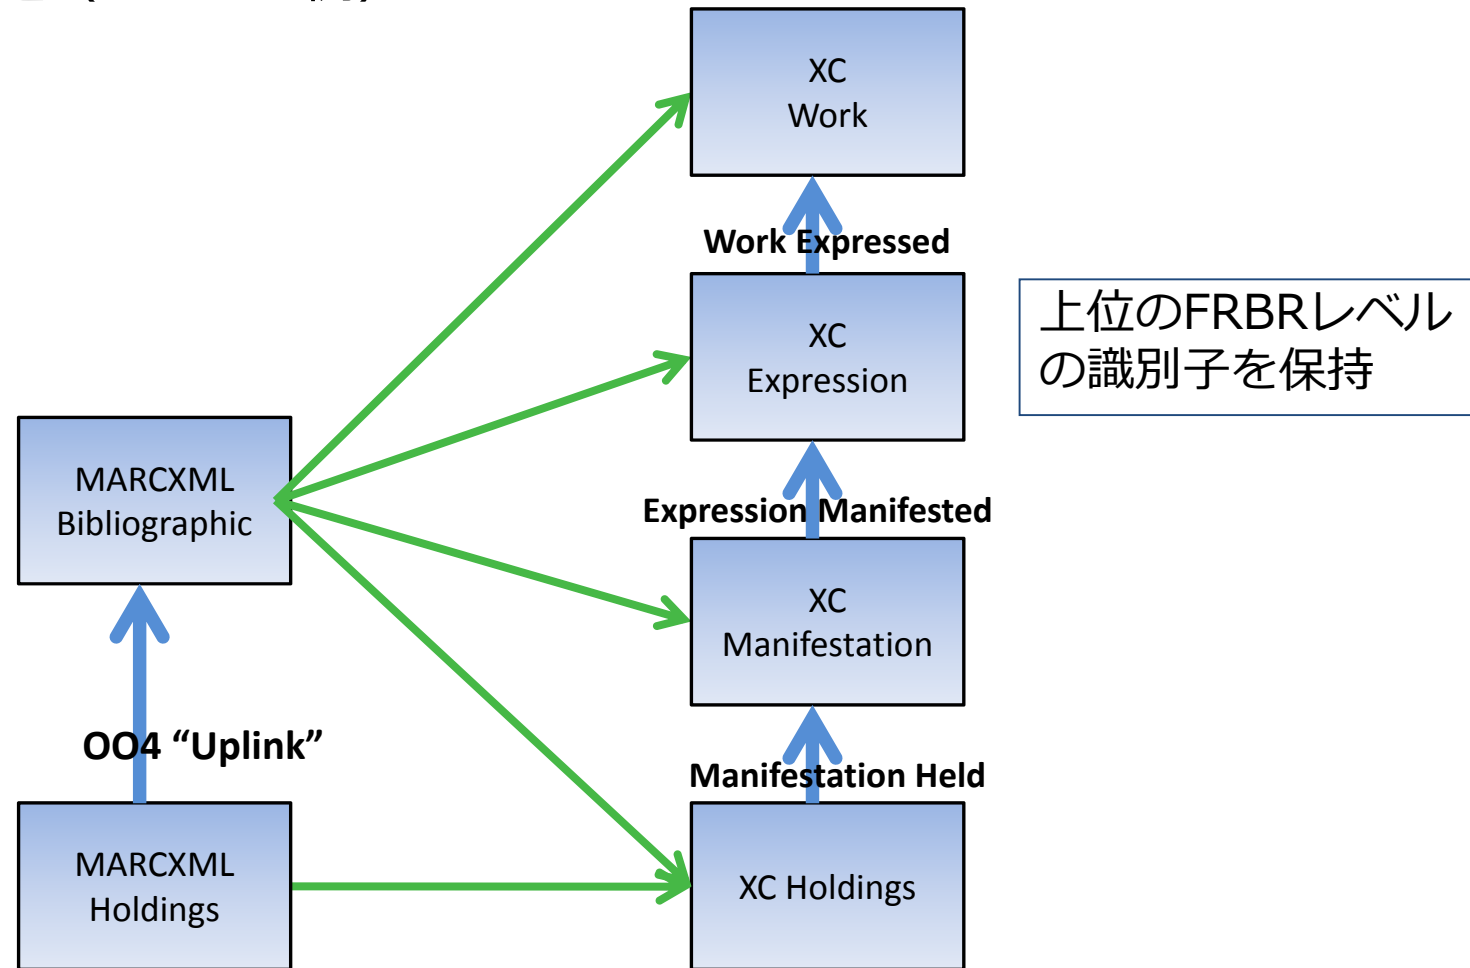 XC
Work
Work Expressed
XC
Expression
上位のFRBRレベル
の識別子を保持
MARCXML
Bibliographic
Expression Manifested
XC
Manifestation
OO4 “Uplink”
Manifestation Held
MARCXML
Holdings
XC Holdings